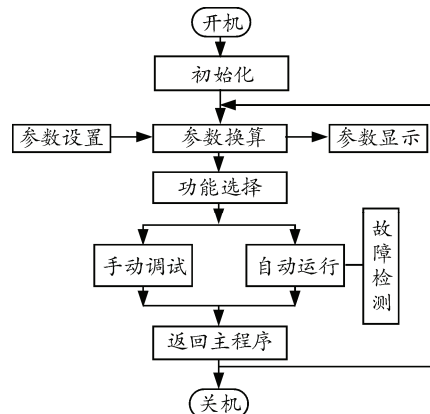 开机
初始化
参数设置
参数换算
参数显示
功能选择
手动调试
自动运行
故障检测
返回主程序
关机